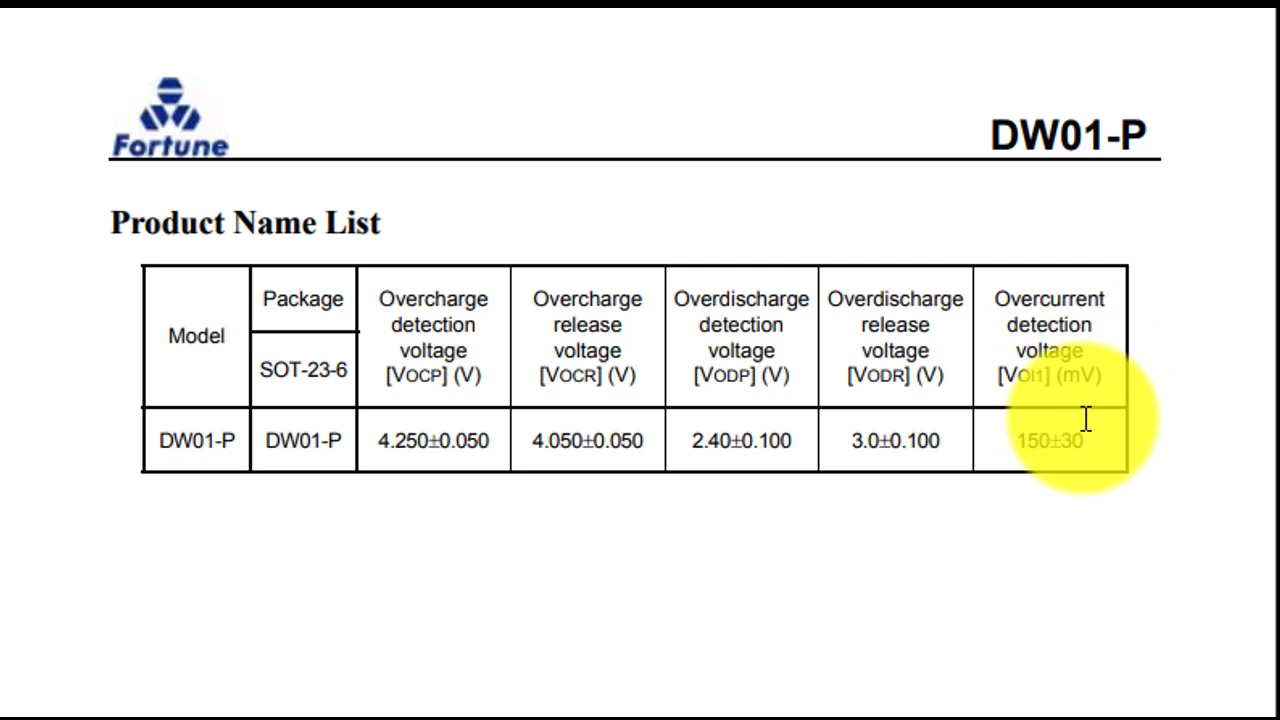 Fortune
DW01-P
Product Name List
Model
Package
SOT-23-6
Overcharge
detection
voltage
[VOCP] (V)
Overcharge
release
voltage
[VOCR] (V)
Overdischarge
detection
voltage
[VODP] (V)
Overdischarge
release
voltage
[VODR] (V)
Overcurrent
detection
voltage
[VOI1] (mV)
DW01-P DW01-P 4.250±0.050 4.050±0.050 2.40±0.100 3.0±0.100 150±30